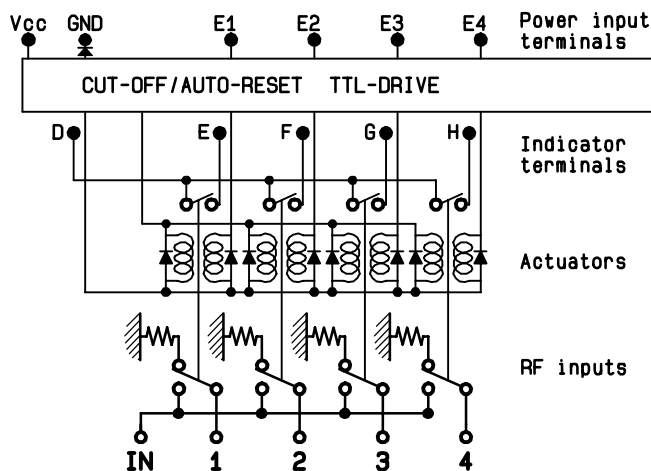 Vcc GND E1 E2 E3 E4 Power input
terminals
CUT-OFF/AUTO-RESET TTL-DRIVE
D E F G H Indicator
terminals
Actuators
RF inputs
IN 1 2 3 4